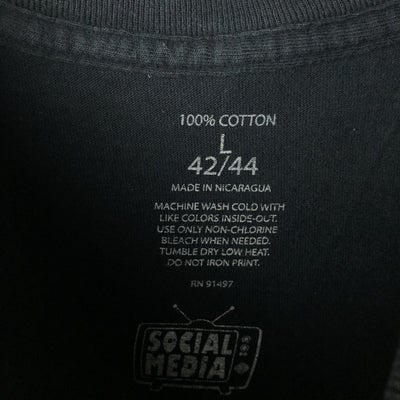 100% COTTON
L
42/44
MADE IN NICARAGUA
MACHINE WASH COLD WITH
LIKE COLORS INSIDE-OUT.
USE ONLY NON-CHLORINE
BLEACH WHEN NEEDED.
TUMBLE DRY LOW HEAT.
DO NOT IRON PRINT.
RN 91497
SOCIAL
MEDIA